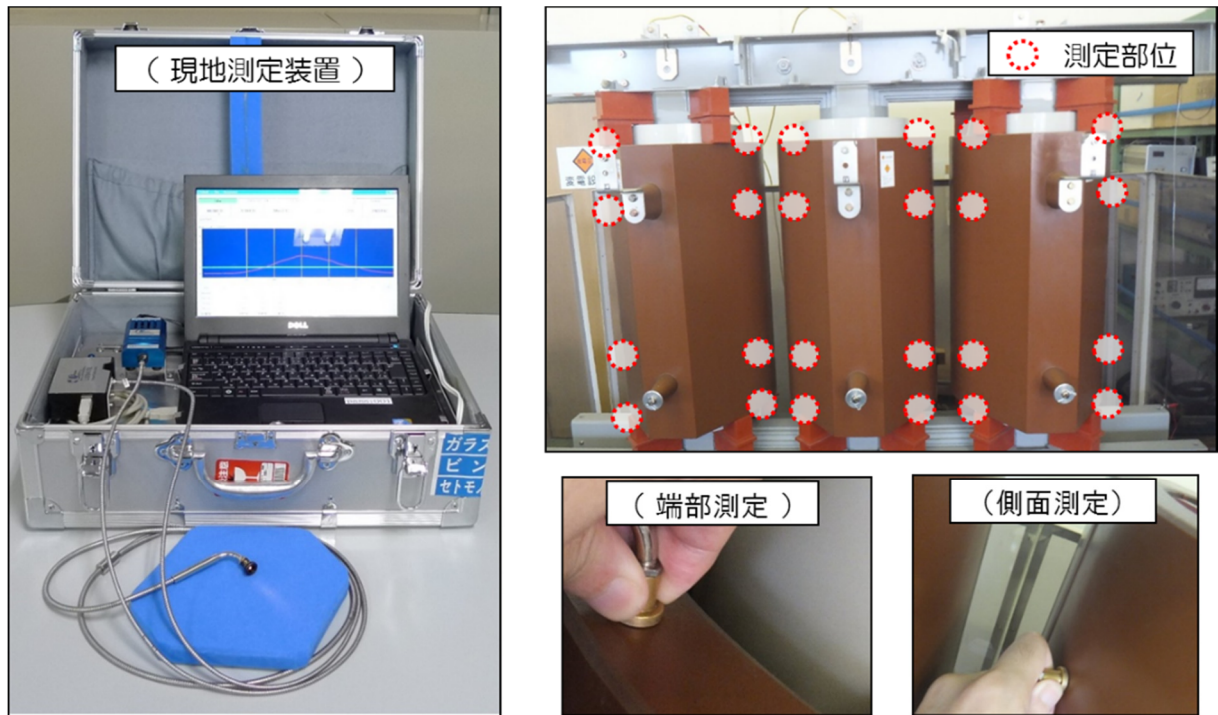 （ 現地測定装置 ）
DELL
ガラス
ビン
セトモノ
測定部位
（ 端部測定 ）
（側面測定）